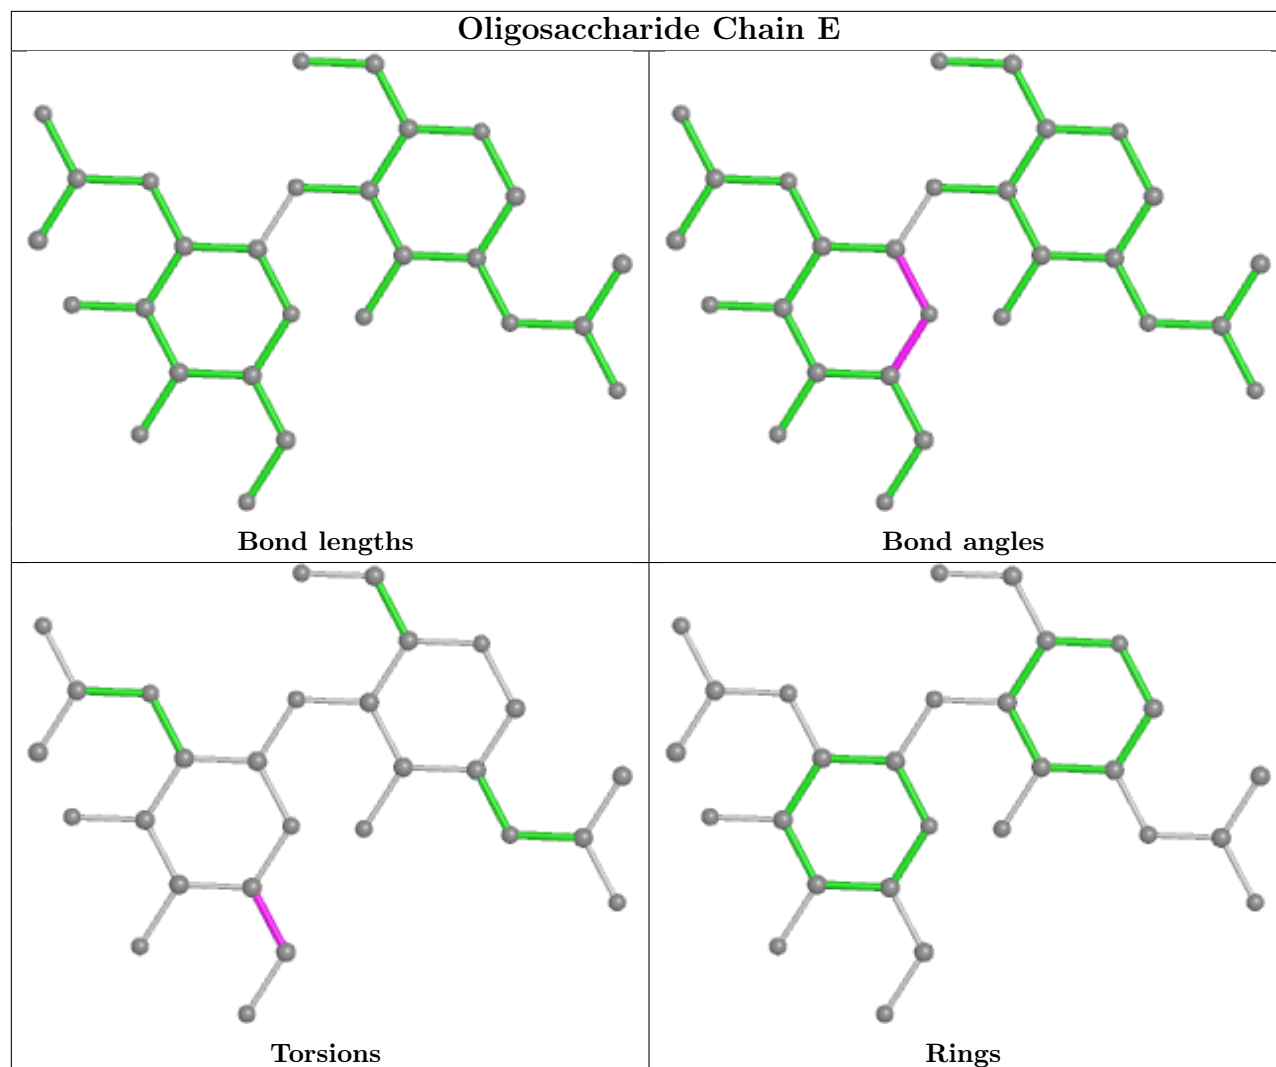 Oligosaccharide Chain E
Bond lengths
Bond angles
Torsions
Rings